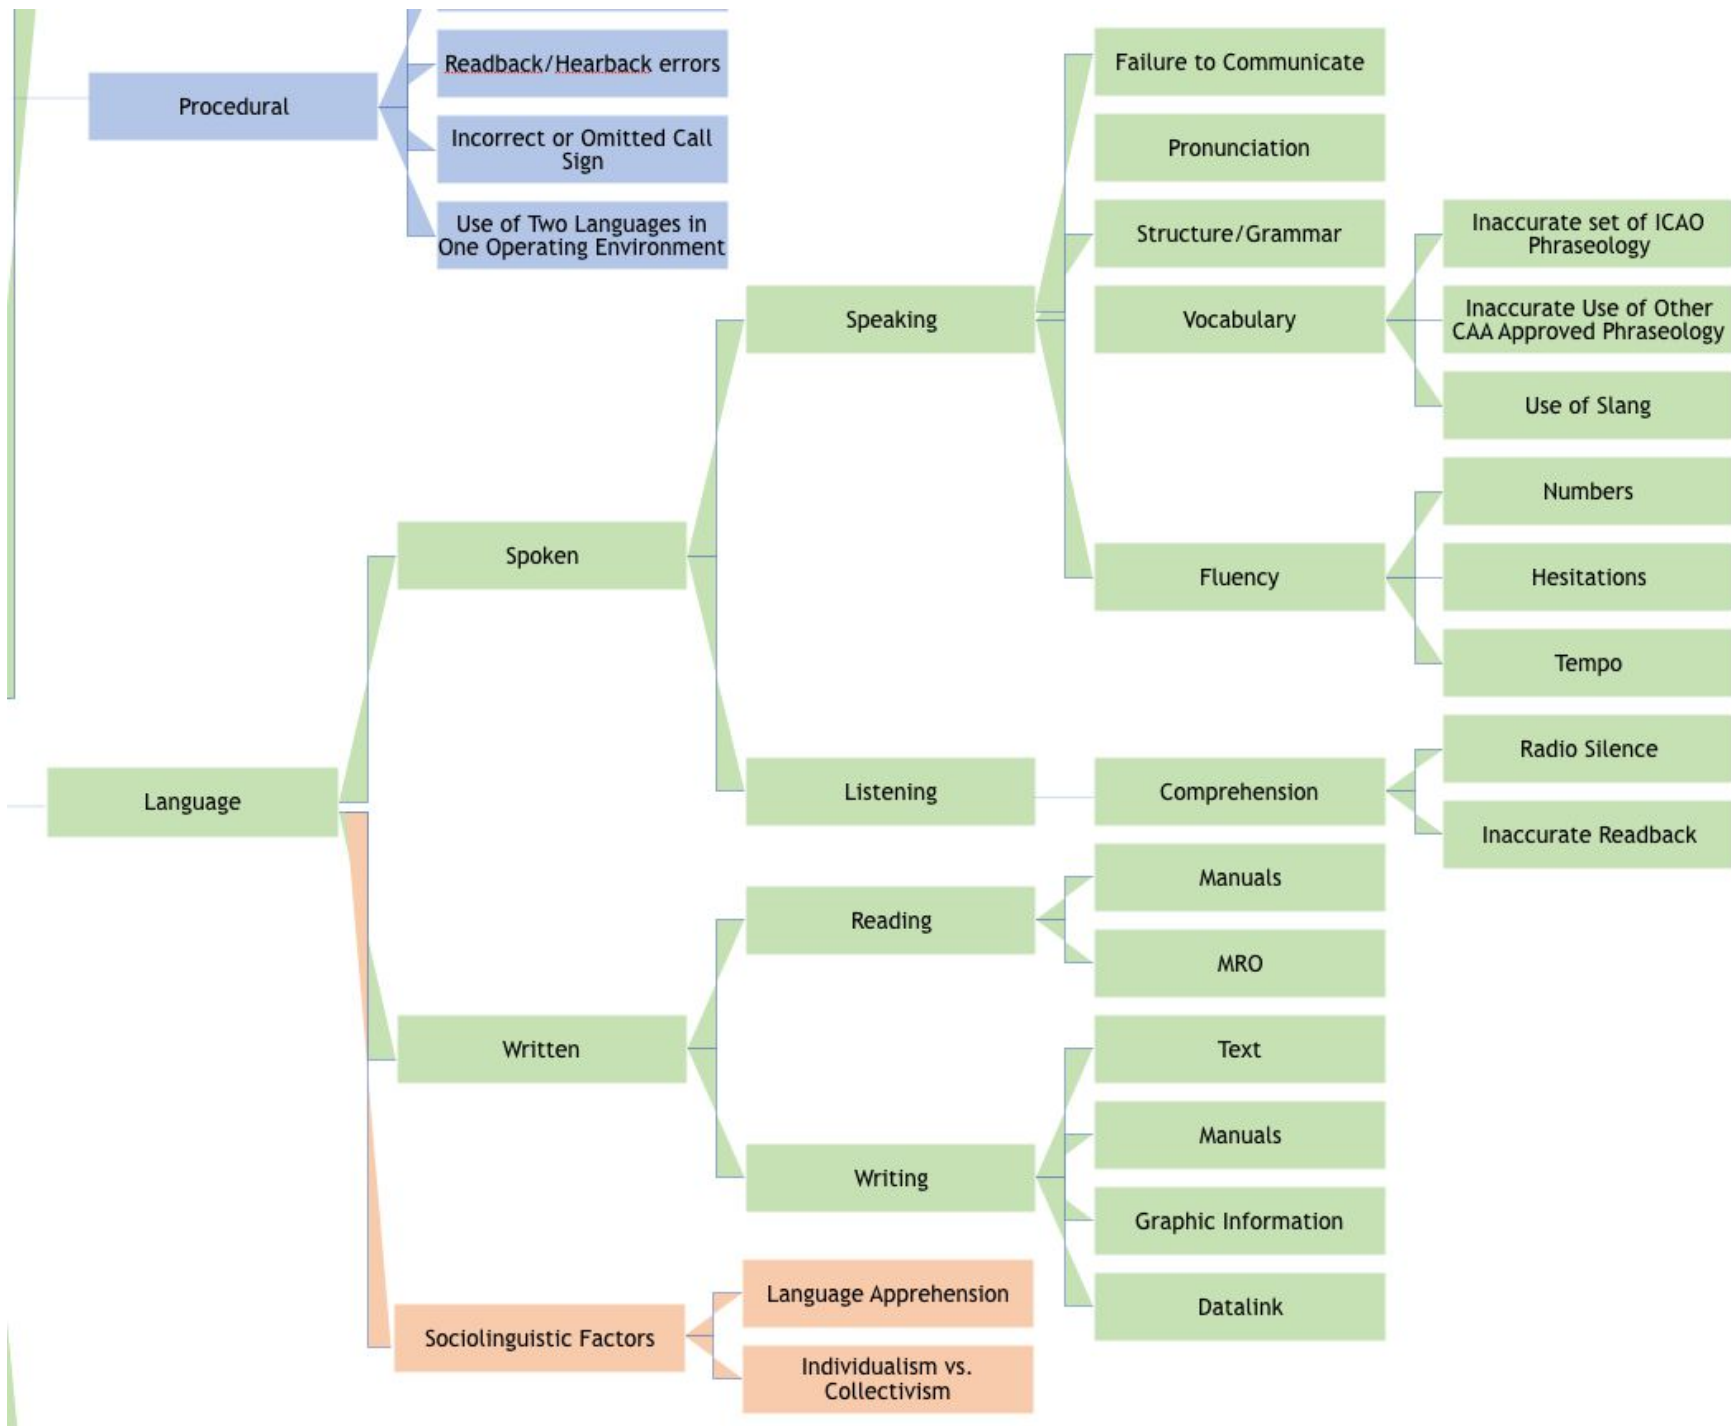 Procedural
Readback/Hearback errors
Incorrect or Omitted Call
Sign
Use of Two Languages in
One Operating Environment
Language
Spoken
Speaking
Failure to Communicate
Pronunciation
Structure/Grammar
Vocabulary
Inaccurate set of ICAO
Phraseology
Inaccurate Use of Other
CAA Approved Phraseology
Use of Slang
Fluency
Numbers
Hesitations
Tempo
Listening
Comprehension
Radio Silence
Inaccurate Readback
Written
Reading
Manuals
MRO
Writing
Text
Manuals
Graphic Information
Datalink
Sociolinguistic Factors
Language Apprehension
Individualism vs.
Collectivism